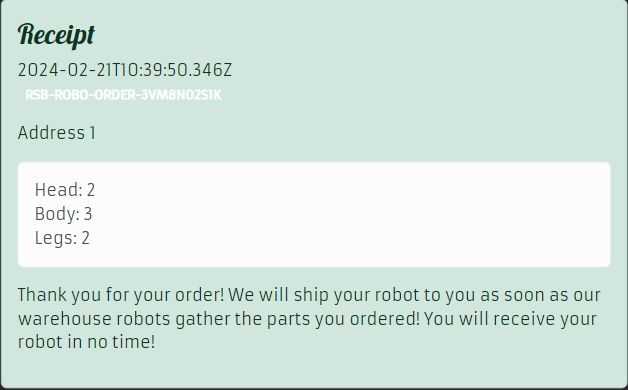 Receipt
2024-02-21T10:39:50.346Z
RSB-ROBO-ORDER-3VM8NO2S1K
Address 1
Head: 2
Body: 3
Legs: 2
Thank you for your order! We will ship your robot to you as soon as our
warehouse robots gather the parts you ordered! You will receive your
robot in no time!